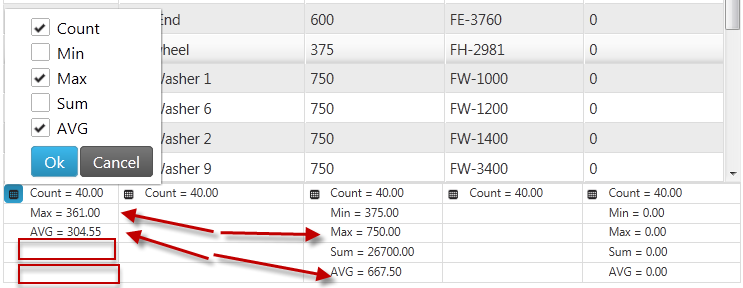 Count
Min
Max
Sum
AVG
Ok Cancel
End 600 FE-3760 0
wheel 375 FH-2981 0
Washer 1 750 FW-1000 0
Washer 6 750 FW-1200 0
Washer 2 750 FW-1400 0
Washer 9 750 FW-3400 0
Count = 40.00 Count = 40.00 Count = 40.00 Count = 40.00 Count = 40.00
Max = 361.00 Min = 375.00 Min = 0.00
AVG = 304.55 Max = 750.00 Max = 0.00
Sum = 26700.00 Sum = 0.00
AVG = 667.50 AVG = 0.00